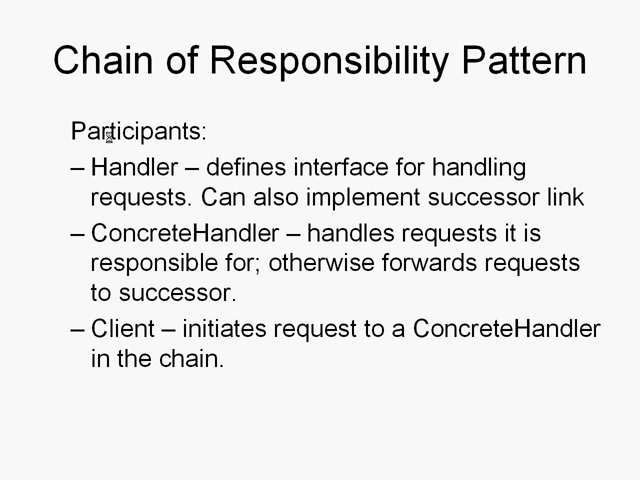 Chain of Responsibility Pattern
Participants:
– Handler – defines interface for handling
requests. Can also implement successor link
– ConcreteHandler – handles requests it is
responsible for; otherwise forwards requests
to successor.
– Client – initiates request to a ConcreteHandler
in the chain.